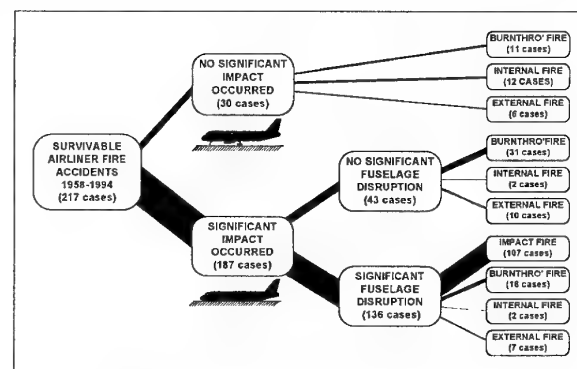 SURVIVABLE
AIRLINER FIRE
ACCIDENTS
1958-1994
(217 cases)
NO SIGNIFICANT
IMPACT
OCCURRED
(30 cases)
SIGNIFICANT
IMPACT
OCCURRED
(187 cases)
NO SIGNIFICANT
FUSELAGE
DISRUPTION
(43 cases)
SIGNIFICANT
FUSELAGE
DISRUPTION
(136 cases)
BURNTHRO' FIRE
(11 cases)
INTERNAL FIRE
(12 CASES)
EXTERNAL FIRE
(6 cases)
BURNTHRO'FIRE
(31 cases)
INTERNAL FIRE
(2 cases)
EXTERNAL FIRE
(10 cases)
IMPACT FIRE
(107 cases)
BURNTHRO' FIRE
(18 cases)
INTERNAL FIRE
(2 cases)
EXTERNAL FIRE
(7 cases)